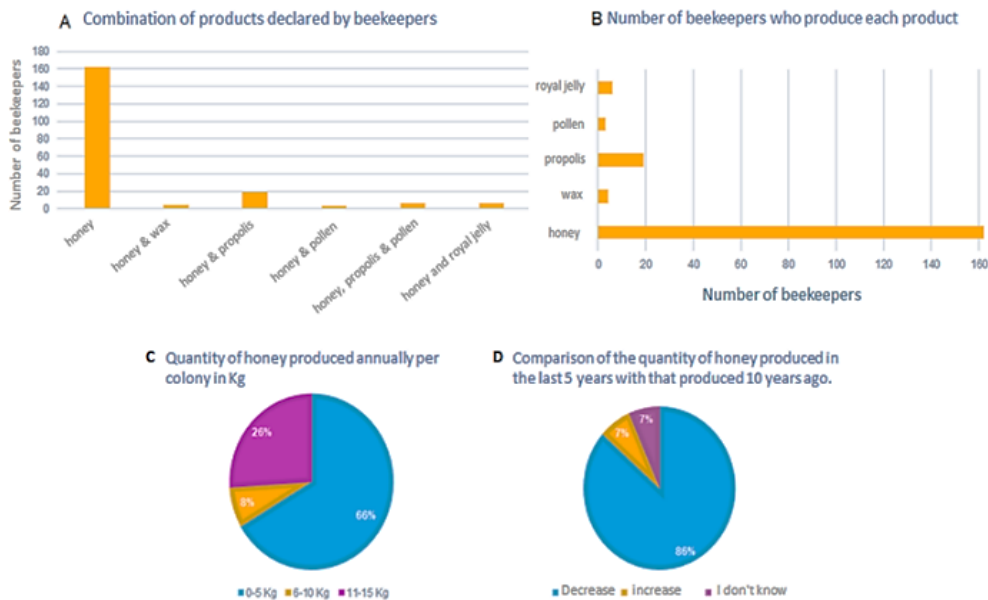 A Combination of products declared by beekeepers
Number of beekeepers
180
160
140
120
100
80
60
40
20
0
honey
honey & wax
honey & propolis
honey & pollen
honey, propolis & pollen
honey and royal jelly
B Number of beekeepers who produce each product
royal jelly
pollen
propolis
wax
honey
0 20 40 60 80 100 120 140 160
Number of beekeepers
C Quantity of honey produced annually per
colony in Kg
26%
8%
66%
0-5 Kg 6-10 Kg 11-15 Kg
D Comparison of the quantity of honey produced in
the last 5 years with that produced 10 years ago.
7%
7%
86%
Decrease increase I don't know